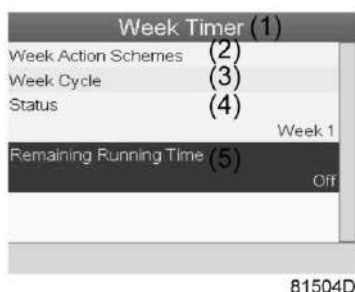 Week Timer (1)
Week Action Schemes (2)
Week Cycle (3)
Status (4)
Week 1
Remaining Running Time (5)
Off
81504D